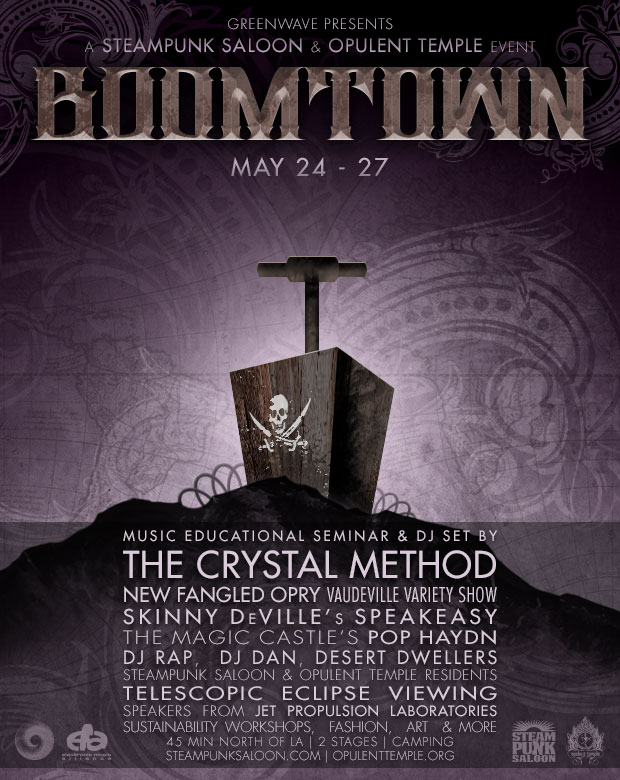 GREENWAVE PRESENTS
A STEAMPUNK SALOON & OPULENT TEMPLE EVENT
BOOMTOWN
MAY 24 - 27
MUSIC EDUCATIONAL SEMINAR & DJ SET BY
THE CRYSTAL METHOD
NEW FANGLED OPRY VAUDEVILLE VARIETY SHOW
SKINNY DEVILLE'S SPEAKEASY
THE MAGIC CASTLE'S POP HAYDN
DJ RAP, DJ DAN, DESERT DWELLERS
STEAMPUNK SALOON & OPULENT TEMPLE RESIDENTS
TELESCOPIC ECLIPSE VIEWING
SPEAKERS FROM JET PROPULSION LABORATORIES
SUSTAINABILITY WORKSHOPS, FASHION, ART & MORE
45 MIN NORTH OF LA | 2 STAGES | CAMPING
STEAMPUNKSALOON.COM | OPULENTTEMPLE.ORG
STEAM
PUNK
SALOON